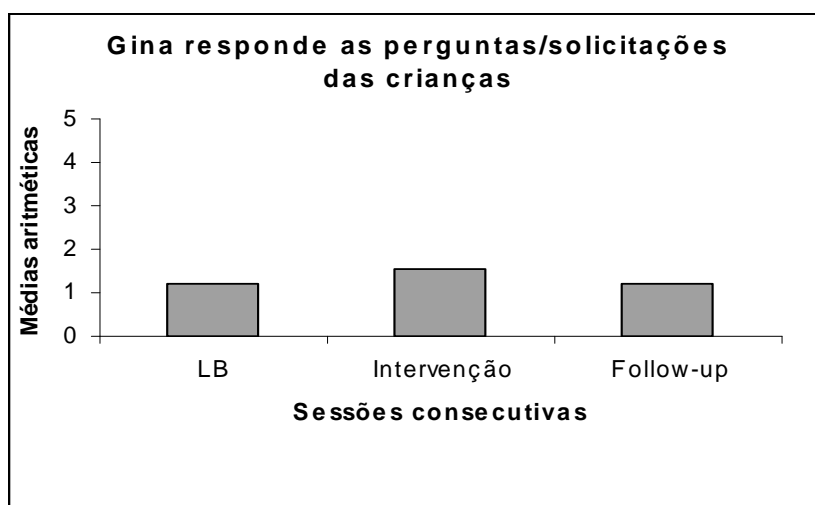 Gina responde as perguntas/solicitações
das crianças
Médias aritméticas
5
4
3
2
1
0
LB Intervenção Follow-up
Sessões consecutivas